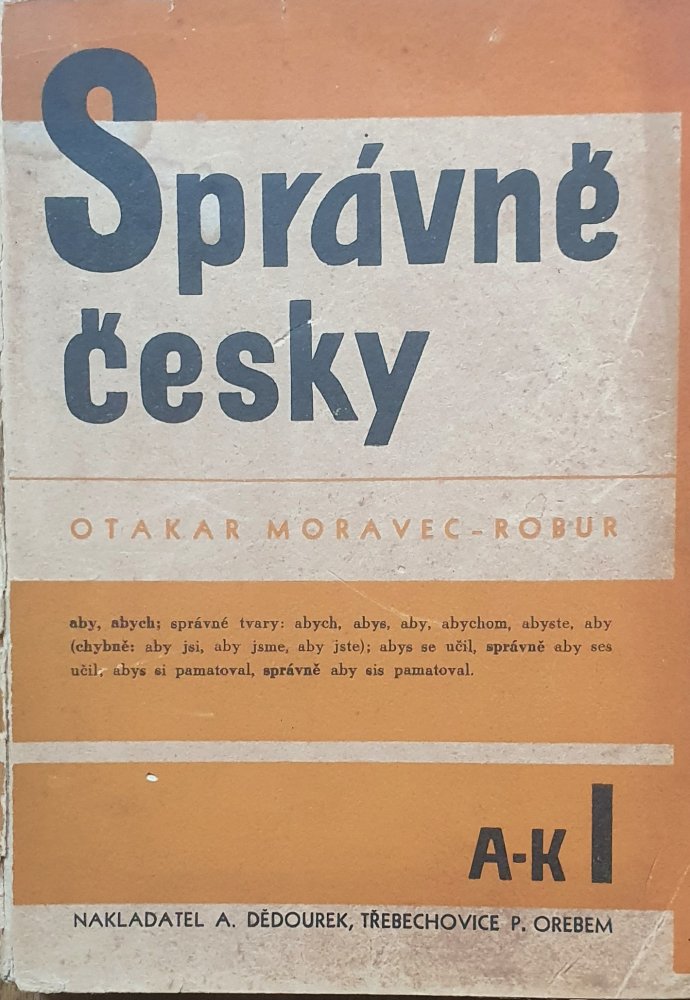 Správně
česky
OTAKAR MORAVEC-ROBUR
aby, abych; správné tvary: abych, abys, aby, abychom, abyste, aby
(chybně: aby jsi, aby jsme, aby jste); abys se učil, správně aby ses
učil, abys si pamatoval, správně aby sis pamatoval.
A-K I
NAKLADATEL A. DĚDOUREK, TŘEBECHOVICE P. OREBEM